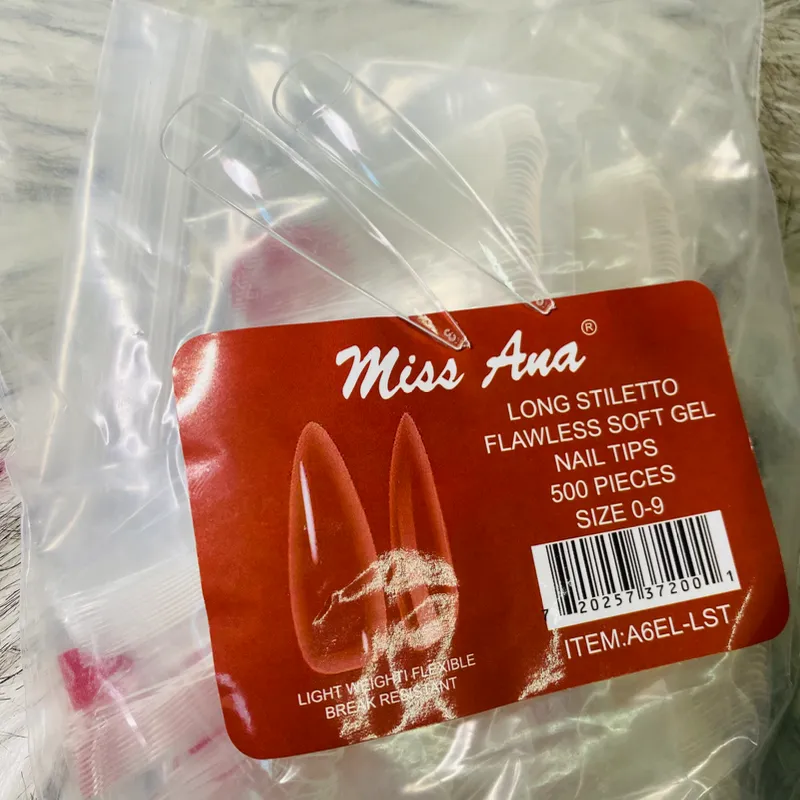 Miss Ana®
LONG STILETTO
FLAWLESS SOFT GEL
NAIL TIPS
500 PIECES
SIZE 0-9
7 20257 37200 1
ITEM:A6EL-LST
LIGHT WEIGHT! FLEXIBLE
BREAK RESISTANT